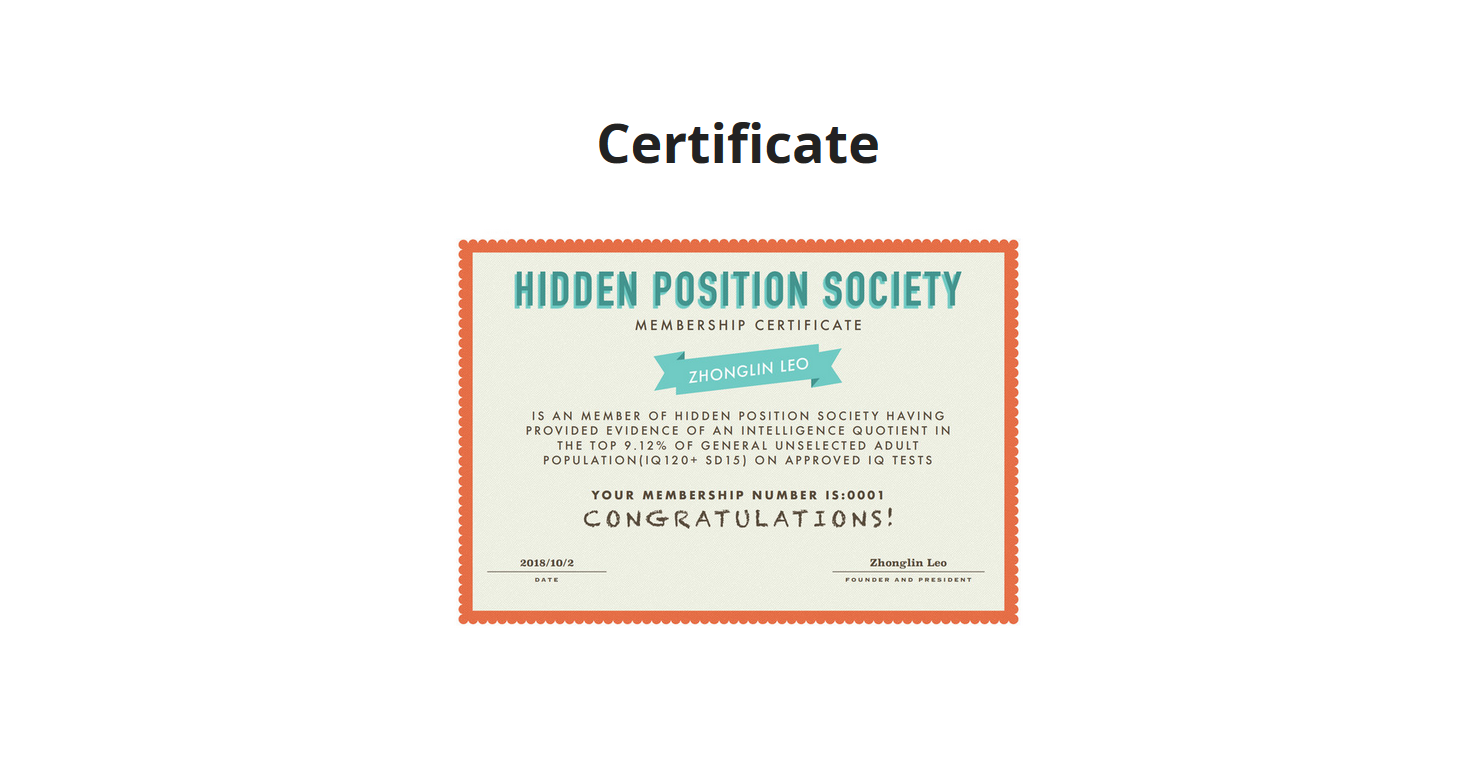 Certificate
HIDDEN POSITION SOCIETY
MEMBERSHIP CERTIFICATE
ZHONGLIN LEO
IS AN MEMBER OF HIDDEN POSITION SOCIETY HAVING
PROVIDED EVIDENCE OF AN INTELLIGENCE QUOTIENT IN
THE TOP 9.12% OF GENERAL UNSELECTED ADULT
POPULATION(IQ120+ SD15) ON APPROVED IQ TESTS
YOUR MEMBERSHIP NUMBER IS:0001
CONGRATULATIONS!
2018/10/2
DATE
Zhonglin Leo
FOUNDER AND PRESIDENT